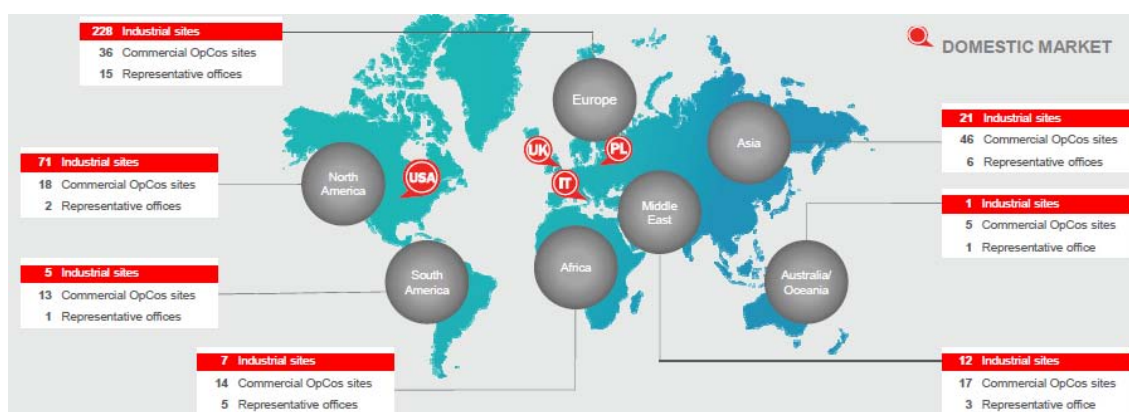 228 Industrial sites
36 Commercial OpCos sites
15 Representative offices
DOMESTIC MARKET
Europe
21 Industrial sites
46 Commercial OpCos sites
6 Representative offices
Asia
UK
PL
71 Industrial sites
18 Commercial OpCos sites
2 Representative offices
North
America
USA
IT
Middle
East
1 Industrial sites
5 Commercial OpCos sites
1 Representative office
5 Industrial sites
13 Commercial OpCos sites
1 Representative offices
South
America
Africa
Australia/
Oceania
7 Industrial sites
14 Commercial OpCos sites
5 Representative offices
12 Industrial sites
17 Commercial OpCos sites
3 Representative office